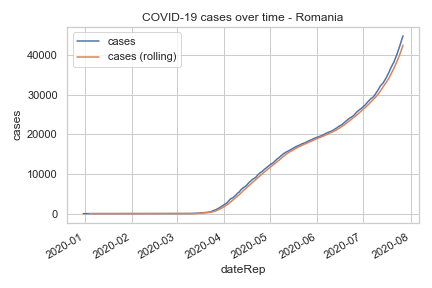 COVID-19 cases over time - Romania
cases
cases (rolling)
40000
30000
20000
10000
0
cases
2020-01
2020-02
2020-03
2020-04
2020-05
2020-06
2020-07
2020-08
dateRep